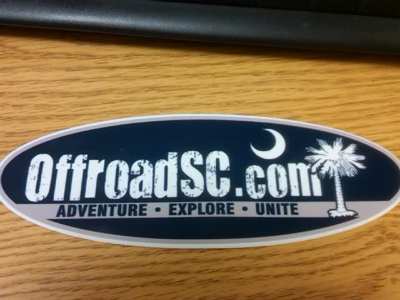 OffroadSC.com
ADVENTURE • EXPLORE • UNITE